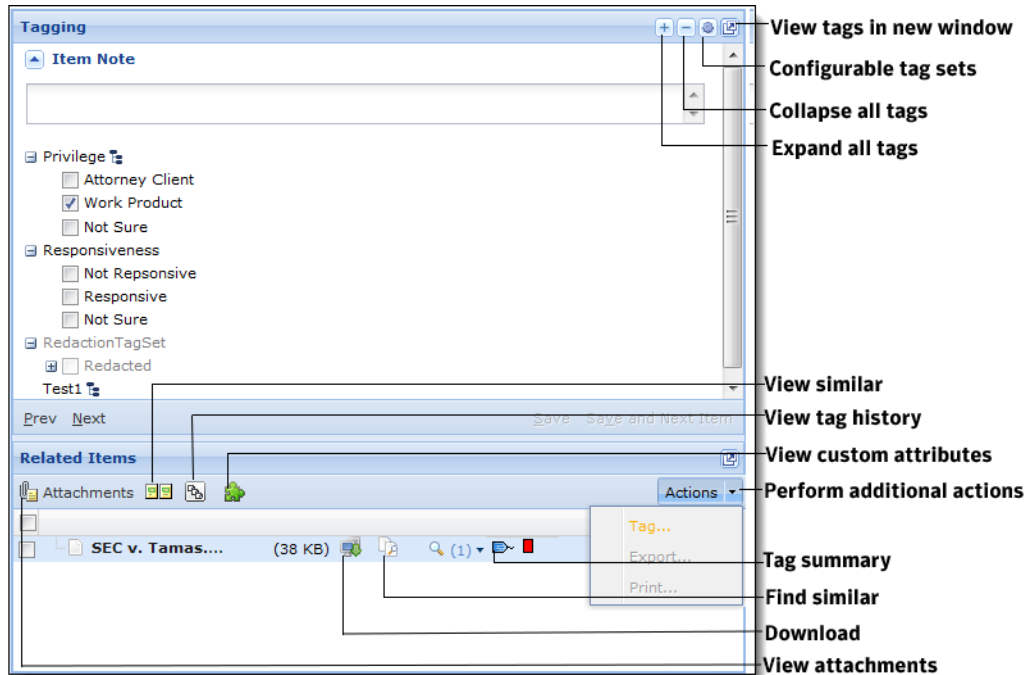 Tagging
View tags in new window
Item Note
Configurable tag sets
Collapse all tags
Expand all tags
Privilege
Attorney Client
Work Product
Not Sure
Responsiveness
Not Repsonsive
Responsive
Not Sure
RedactionTagSet
Redacted
Test1
View similar
Prev Next Save Save and Next Item
View tag history
Related Items
View custom attributes
Attachments Actions
Perform additional actions
Tag...
SEC v. Tamas.... (38 KB) (1)
Export...
Tag summary
Print...
Find similar
Download
View attachments